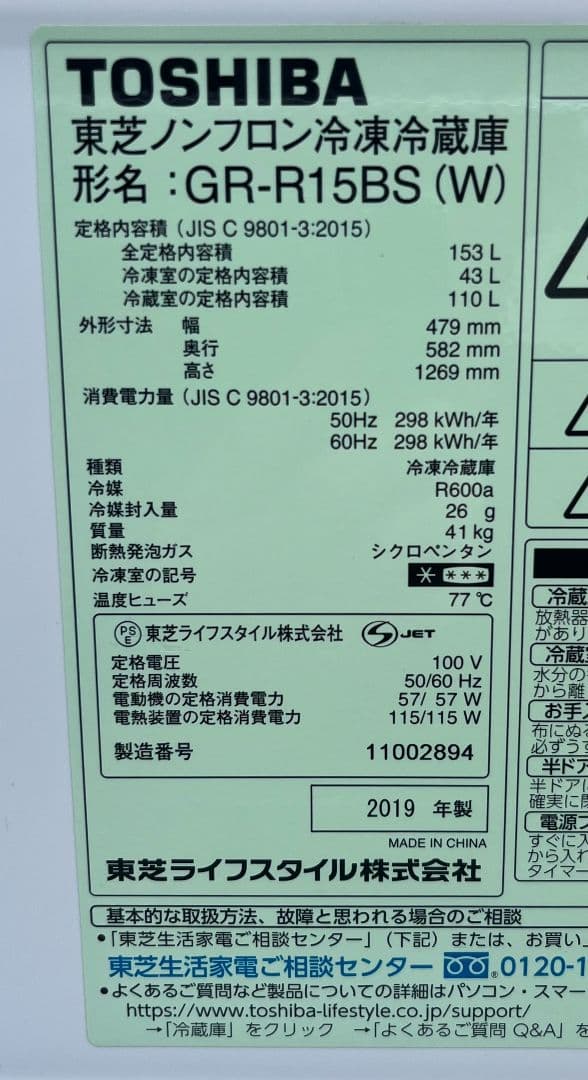 TOSHIBA
東芝ノンフロン冷凍冷蔵庫
形名：GR-R15BS (W)
定格内容積（JIS C 9801-3:2015）
全定格内容積 153 L
冷凍室の定格内容積 43 L
冷蔵室の定格内容積 110 L
外形寸法 幅 479 mm
奥行 582 mm
高さ 1269 mm
消費電力量（JIS C 9801-3:2015）
50Hz 298 kWh/年
60Hz 298 kWh/年
種類 冷凍冷蔵庫
冷媒 R600a
冷媒封入量 26 g
質量 41 kg
断熱発泡ガス シクロペンタン
冷凍室の記号
温度ヒューズ 77 ℃
PSE 東芝ライフスタイル株式会社 S JET
定格電圧 100 V
定格周波数 50/60 Hz
電動機の定格消費電力 57/ 57 W
電熱装置の定格消費電力 115/115 W
製造番号 11002894
2019 年製
MADE IN CHINA
東芝ライフスタイル株式会社
冷蔵
放熱器
があり
冷蔵室
水分の
から離
お手入
布にぬ
必ずうす
半ドア
半ドアに
確実に閉
電源プ
すぐに入
から入れ
タイマー
基本的な取扱方法、故障と思われる場合のご相談
•「東芝生活家電ご相談センター」（下記）または、お買い上
東芝生活家電ご相談センター 0120-1
•よくあるご質問など製品についての詳細はパソコン・スマー
https://www.toshiba-lifestyle.co.jp/support/
→「冷蔵庫」をクリック →「よくあるご質問 Q&A」を